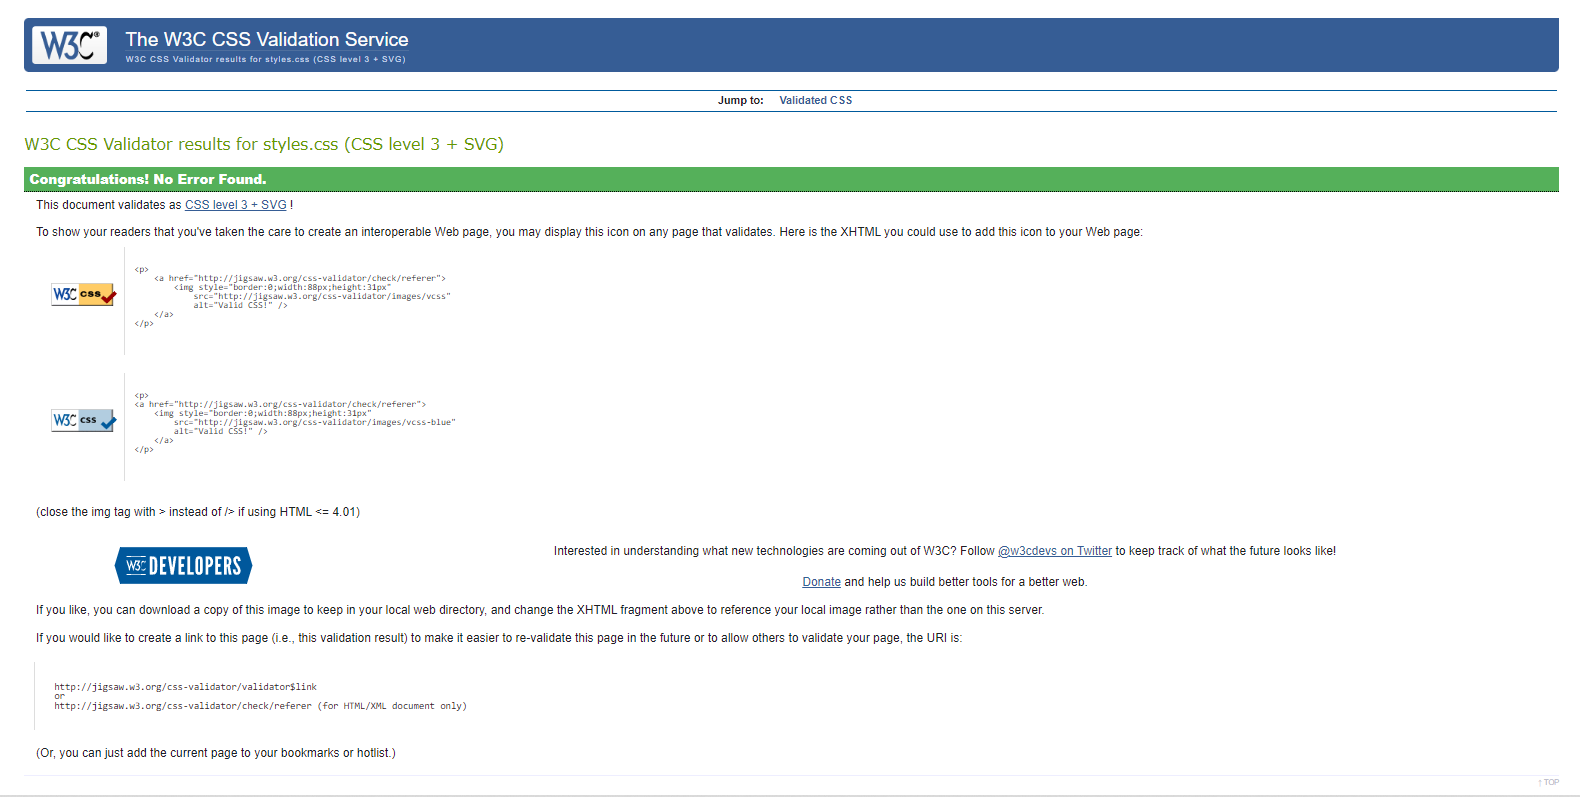 W3C®
The W3C CSS Validation Service
W3C CSS Validator results for styles.css (CSS level 3 + SVG)
Jump to: Validated CSS
W3C CSS Validator results for styles.css (CSS level 3 + SVG)
Congratulations! No Error Found.
This document validates as CSS level 3 + SVG !
To show your readers that you've taken the care to create an interoperable Web page, you may display this icon on any page that validates. Here is the XHTML you could use to add this icon to your Web page:
W3C css
<p>
<a href="http://jigsaw.w3.org/css-validator/check/referer">
<img style="border:0;width:88px;height:31px"
src="http://jigsaw.w3.org/css-validator/images/vcss"
alt="Valid CSS!" />
</a>
</p>
W3C css
<p>
<a href="http://jigsaw.w3.org/css-validator/check/referer">
<img style="border:0;width:88px;height:31px"
src="http://jigsaw.w3.org/css-validator/images/vcss-blue"
alt="Valid CSS!" />
</a>
</p>
(close the img tag with > instead of /> if using HTML <= 4.01)
W3C DEVELOPERS
Interested in understanding what new technologies are coming out of W3C? Follow @w3cdevs on Twitter to keep track of what the future looks like!
Donate and help us build better tools for a better web.
If you like, you can download a copy of this image to keep in your local web directory, and change the XHTML fragment above to reference your local image rather than the one on this server.
If you would like to create a link to this page (i.e., this validation result) to make it easier to re-validate this page in the future or to allow others to validate your page, the URI is:
http://jigsaw.w3.org/css-validator/validator$link
or
http://jigsaw.w3.org/css-validator/check/referer (for HTML/XML document only)
(Or, you can just add the current page to your bookmarks or hotlist.)
↑ TOP